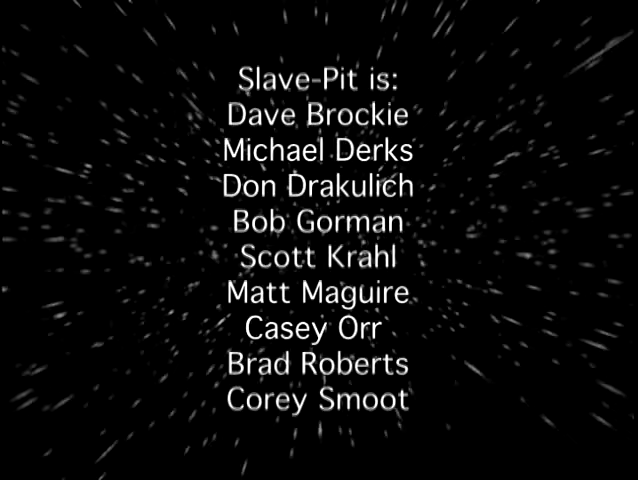 Slave-Pit is:
Dave Brockie
Michael Derks
Don Drakulich
Bob Gorman
Scott Krahl
Matt Maguire
Casey Orr
Brad Roberts
Corey Smoot